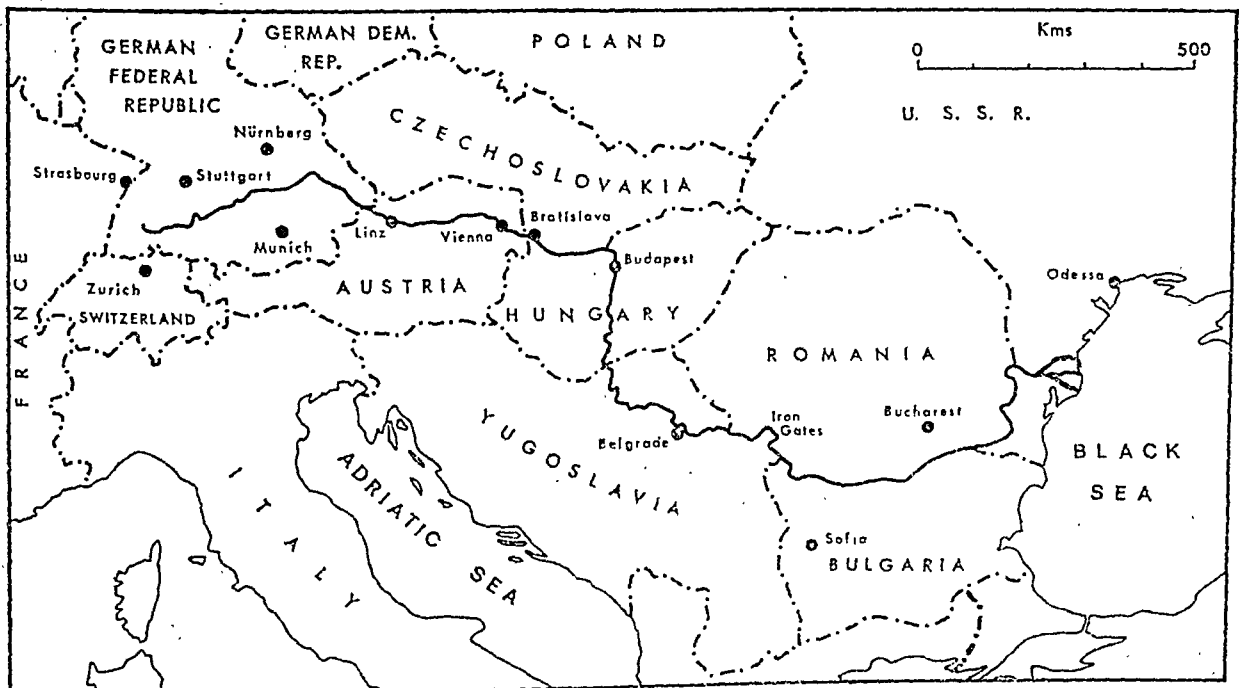 GERMAN
FEDERAL
REPUBLIC
GERMAN DEM.
REP.
POLAND
Kms
0 500
U. S. S. R.
CZECHOSLOVAKIA
Nürnberg
Strasbourg
Stuttgart
Munich
Linz
Vienna
Bratislava
Budapest
Zurich
SWITZERLAND
AUSTRIA
HUNGARY
FRANCE
Odessa
ROMANIA
Bucharest
Iron
Gates
Belgrade
YUGOSLAVIA
BLACK
SEA
ITALY
ADRIATIC SEA
Sofia
BULGARIA